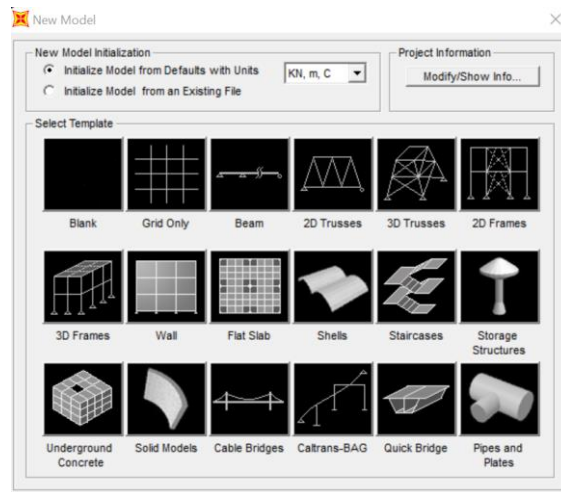 New Model
New Model Initialization
Initialize Model from Defaults with Units
KN, m, C
Initialize Model from an Existing File
Project Information
Modify/Show Info...
Select Template
Blank
Grid Only
Beam
2D Trusses
3D Trusses
2D Frames
3D Frames
Wall
Flat Slab
Shells
Staircases
Storage
Structures
Underground
Concrete
Solid Models
Cable Bridges
Caltrans-BAG
Quick Bridge
Pipes and
Plates